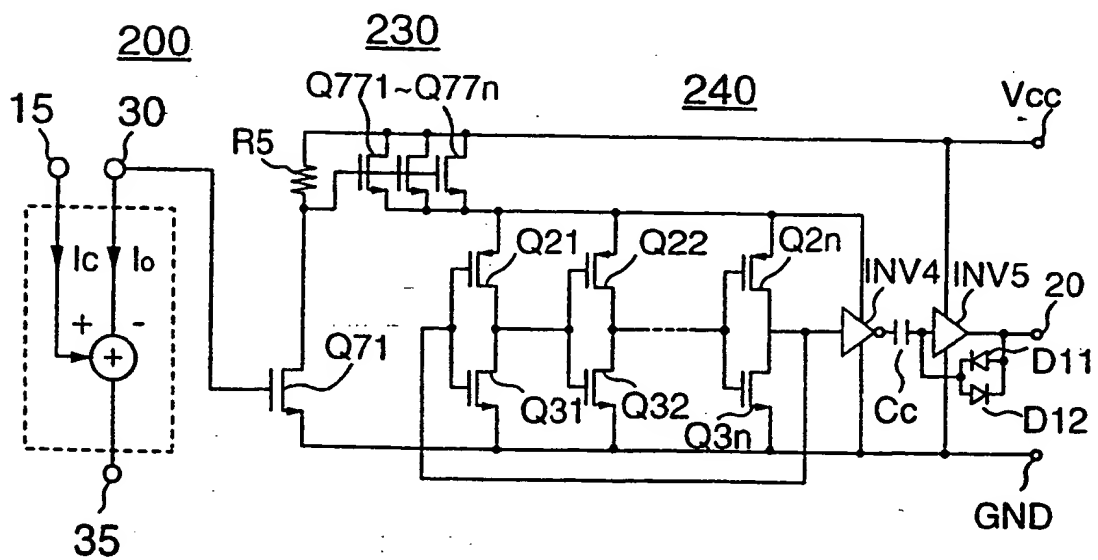 200
230
240
15
30
Q771~Q77n
Vcc
R5
Ic
Io
+
-
+
Q71
Q21
Q22
Q2n
INV4
INV5
20
Q31
Q32
Q3n
Cc
D11
D12
35
GND